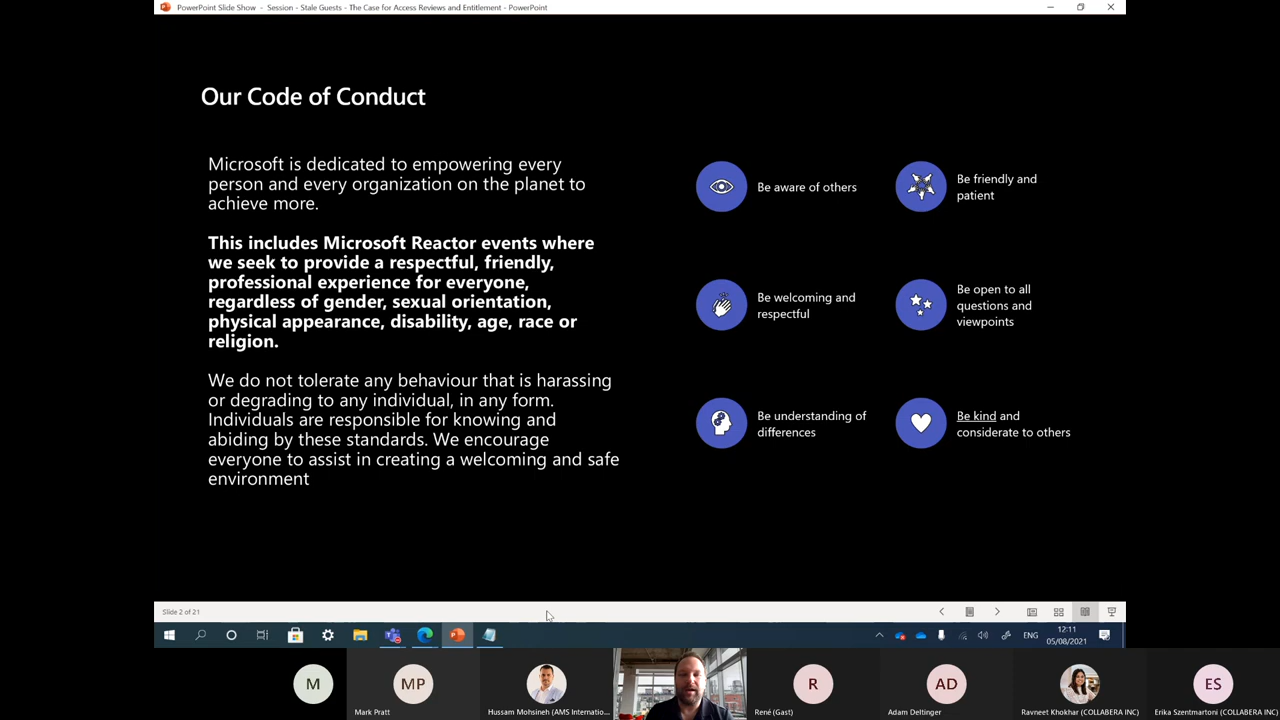 PowerPoint Slide Show - Session - Stale Guests - The Case for Access Reviews and Entitlement - PowerPoint
Our Code of Conduct
Microsoft is dedicated to empowering every
person and every organization on the planet to
achieve more.
This includes Microsoft Reactor events where
we seek to provide a respectful, friendly,
professional experience for everyone,
regardless of gender, sexual orientation,
physical appearance, disability, age, race or
religion.
We do not tolerate any behaviour that is harassing
or degrading to any individual, in any form.
Individuals are responsible for knowing and
abiding by these standards. We encourage
everyone to assist in creating a welcoming and safe
environment
Be aware of others
Be friendly and
patient
Be welcoming and
respectful
Be open to all
questions and
viewpoints
Be understanding of
differences
Be kind and
considerate to others
Slide 2 of 21
ENG
12:11
05/08/2021
M
MP
R
AD
ES
Mark Pratt
Hussam Mohsineh (AMS Internatio...
René (Gast)
Adam Deltinger
Ravneet Khokhar (COLLABERA INC)
Erika Szentmartoni (COLLABERA INC)